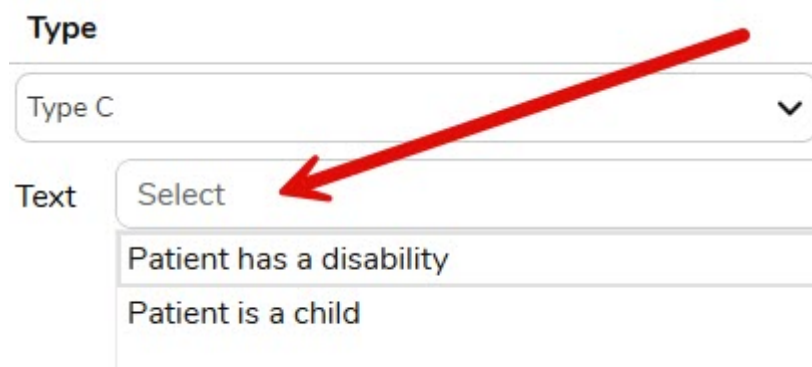 Type
Type C
Text Select
Patient has a disability
Patient is a child